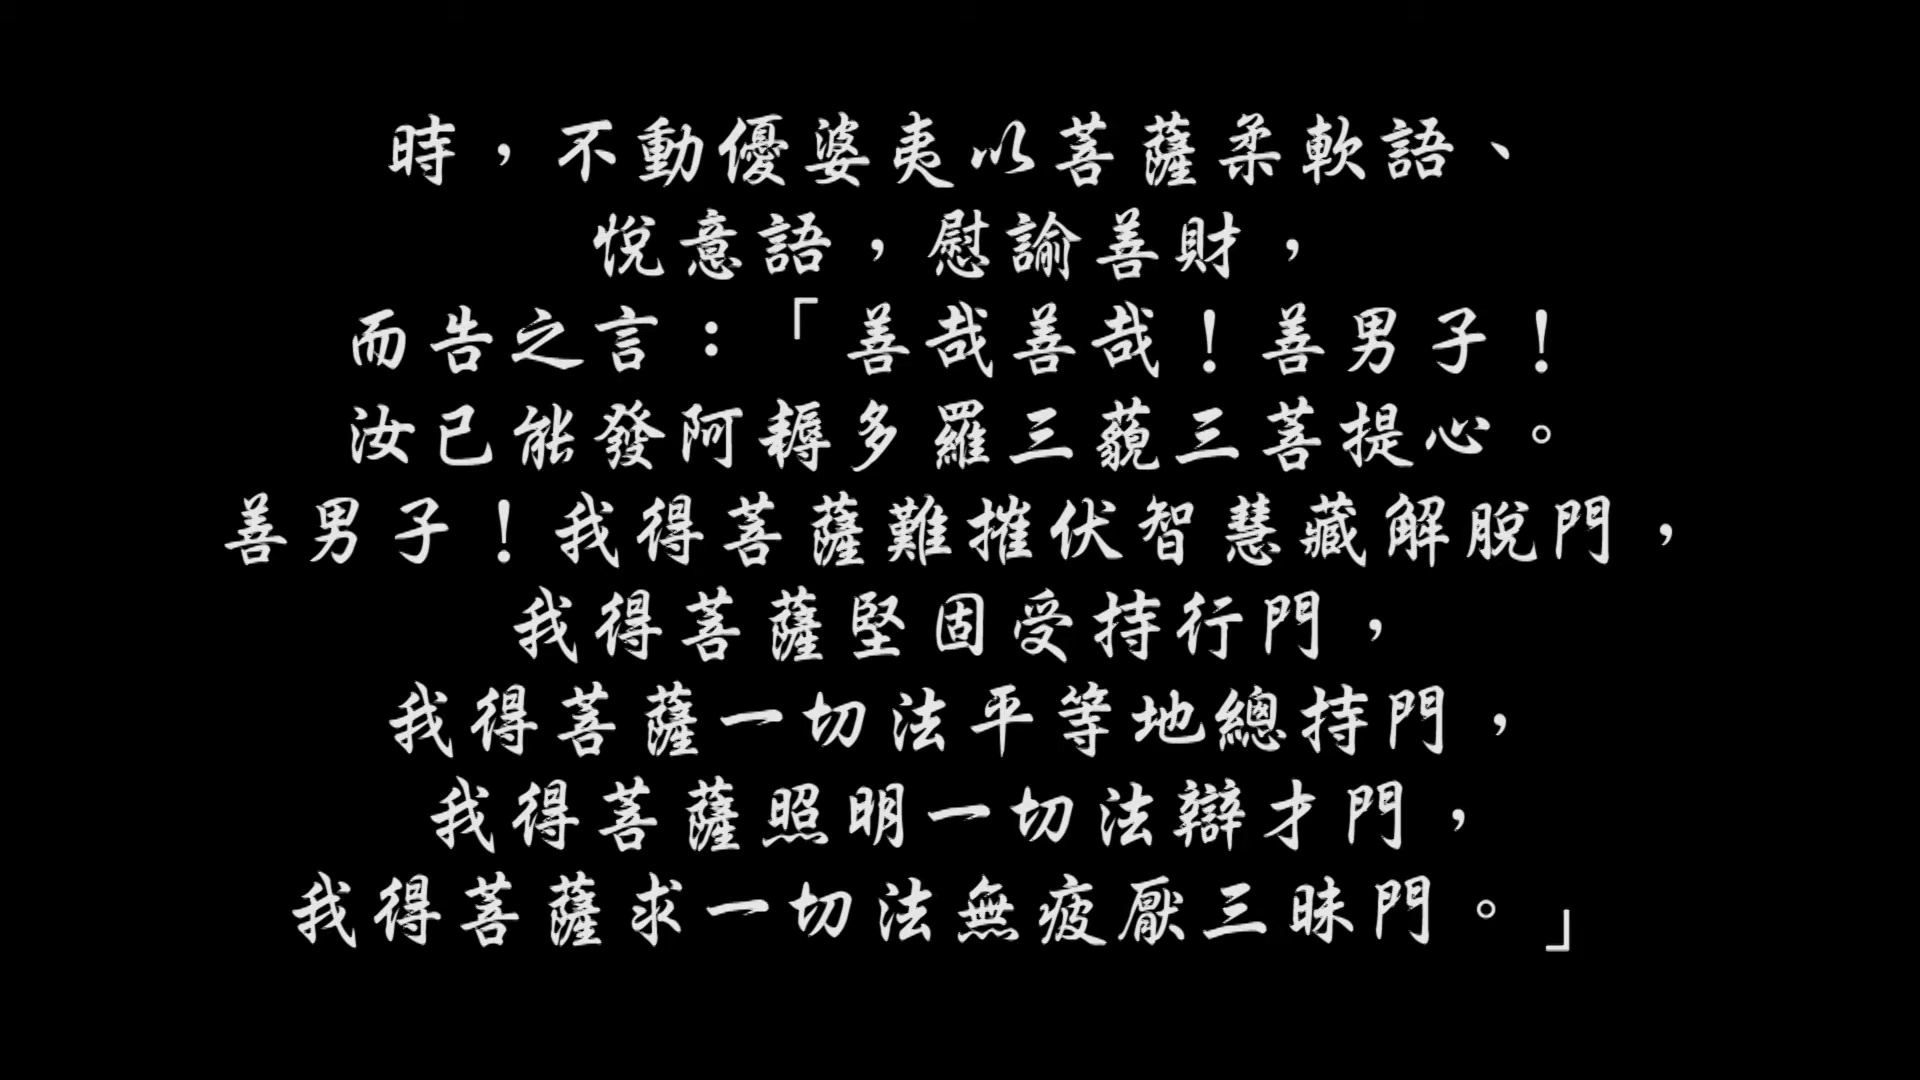 時，不動優婆夷以菩薩柔軟語、
悅意語，慰諭善財，
而告之言：「善哉善哉！善男子！
汝已能發阿耨多羅三藐三菩提心。
善男子！我得菩薩難摧伏智慧藏解脫門，
我得菩薩堅固受持行門，
我得菩薩一切法平等地總持門，
我得菩薩照明一切法辯才門，
我得菩薩求一切法無疲厭三昧門。」